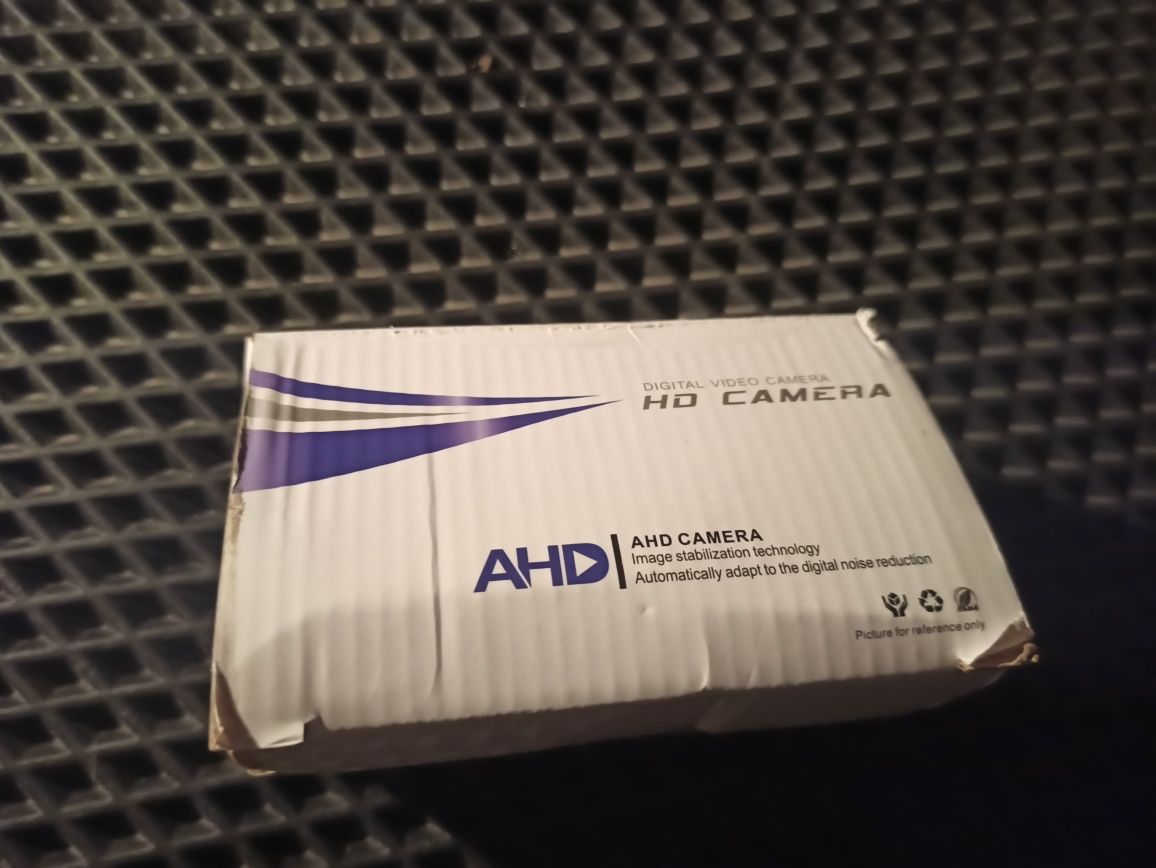 DIGITAL VIDEO CAMERA
HD CAMERA
AHD
AHD CAMERA
Image stabilization technology
Automatically adapt to the digital noise reduction
Picture for reference only